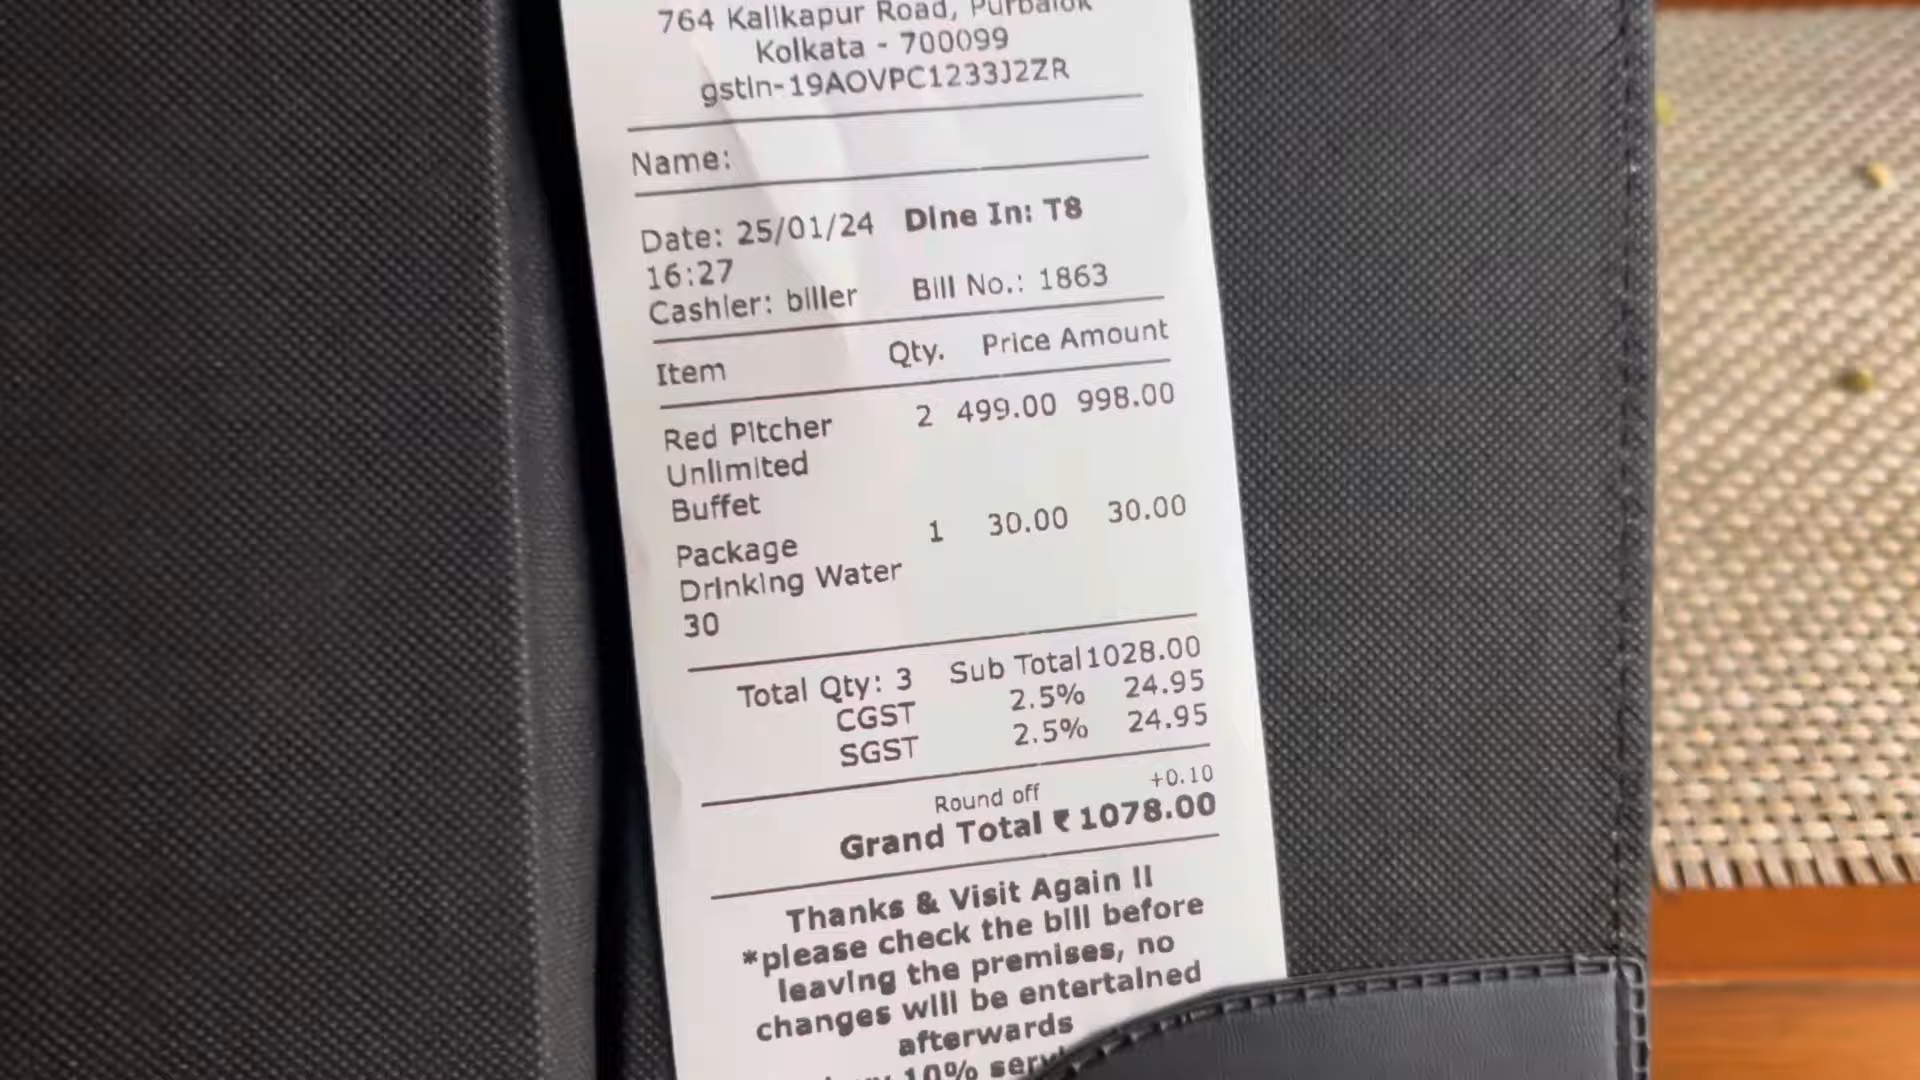 764 Kalikapur Road, Purbalok
Kolkata - 700099
gstin-19AOVPC1233J2ZR
Name:
Date: 25/01/24 Dine In: T8
16:27
Cashier: biller Bill No.: 1863
Item Qty. Price Amount
Red Pitcher 2 499.00 998.00
Unlimited
Buffet
Package 1 30.00 30.00
Drinking Water
30
Total Qty: 3 Sub Total 1028.00
CGST 2.5% 24.95
SGST 2.5% 24.95
Round off +0.10
Grand Total ₹ 1078.00
Thanks & Visit Again !!
*please check the bill before
leaving the premises, no
changes will be entertained
afterwards
10%